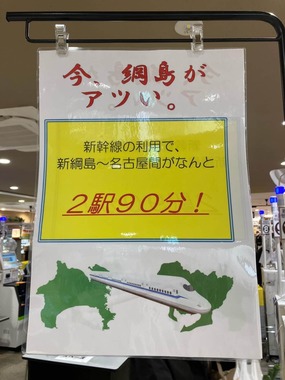 今。綱島が
アツい。
新幹線の利用で、
新綱島～名古屋間がなんと
２駅９０分！